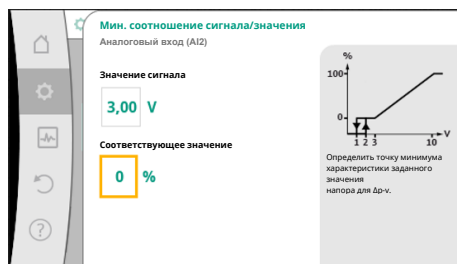 Мин. соотношение сигнала/значения
Аналоговый вход (AI2)
Значение сигнала
3,00 V
Соответствующее значение
0 %
%
100
0
1 2 3 10 V
Определить точку минимума
характеристики заданного
значения
напора для Δp-v.
?